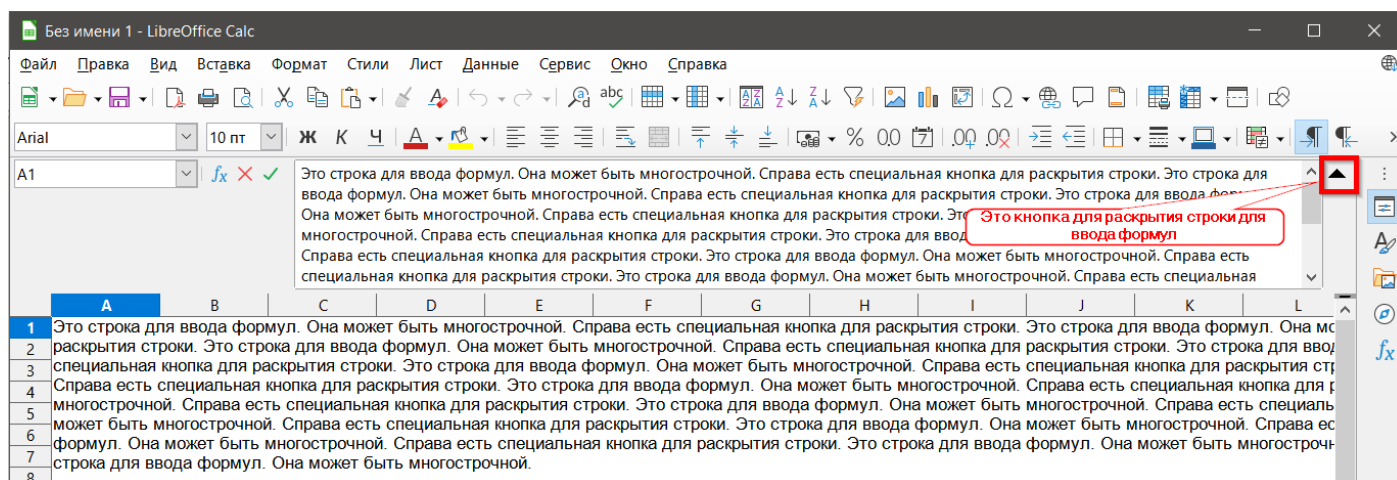 Без имени 1 - LibreOffice Calc
Файл Правка Вид Вставка Формат Стили Лист Данные Сервис Окно Справка
Arial 10 пт Ж К Ч А % 0.0 7 .00 .00
A1 fx Это строка для ввода формул. Она может быть многострочной. Справа есть специальная кнопка для раскрытия строки. Это строка для
ввода формул. Она может быть многострочной. Справа есть специальная кнопка для раскрытия строки. Это строка для ввода
Она может быть многострочной. Справа есть специальная кнопка для раскрытия строки.
многострочной. Справа есть специальная кнопка для раскрытия строки. Это строка для
Справа есть специальная кнопка для раскрытия строки. Это строка для ввода формул. Она может быть многострочной. Справа есть
специальная кнопка для раскрытия строки. Это строка для ввода формул. Она может быть многострочной. Справа есть специальная
Это кнопка для раскрытия строки для
ввода формул
A B C D E F G H I J K L
1 Это строка для ввода формул. Она может быть многострочной. Справа есть специальная кнопка для раскрытия строки. Это строка для ввода формул. Она
2 раскрытия строки. Это строка для ввода формул. Она может быть многострочной. Справа есть специальная кнопка для раскрытия строки. Это строка для
3 специальная кнопка для раскрытия строки. Это строка для ввода формул. Она может быть многострочной. Справа есть специальная кнопка для раскрытия
4 Справа есть специальная кнопка для раскрытия строки. Это строка для ввода формул. Она может быть многострочной. Справа есть специальная кнопка для
5 многострочной. Справа есть специальная кнопка для раскрытия строки. Это строка для ввода формул. Она может быть многострочной. Справа есть
6 может быть многострочной. Справа есть специальная кнопка для раскрытия строки. Это строка для ввода формул. Она может быть многострочной. Справа
7 формул. Она может быть многострочной. Справа есть специальная кнопка для раскрытия строки. Это строка для ввода формул. Она может быть
строка для ввода формул. Она может быть многострочной.
8